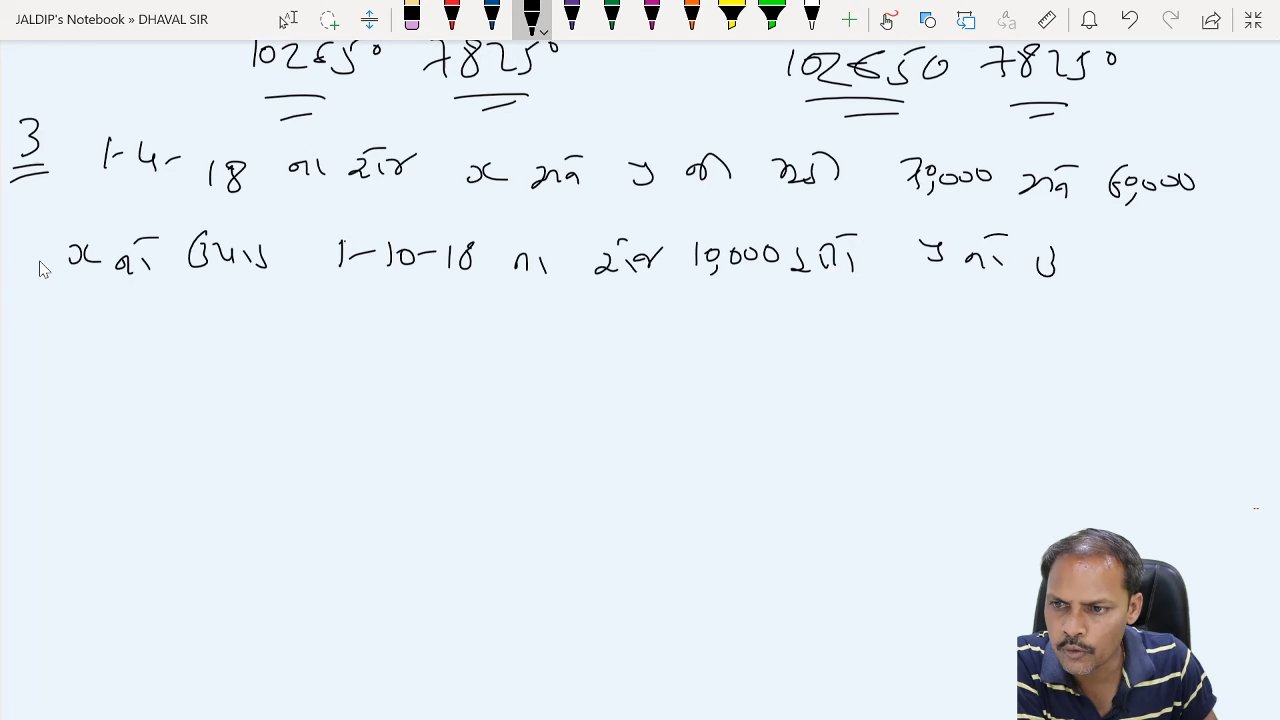 JALDIP's Notebook » DHAVAL SIR
102650 78250 102650 78250
3 1-4-18 ના રોજ x અને y ની મૂડી 70,000 અને 60,000
x નો ઉપાડ 1-10-18 ના રોજ 10,000 હતો y નો ઉ